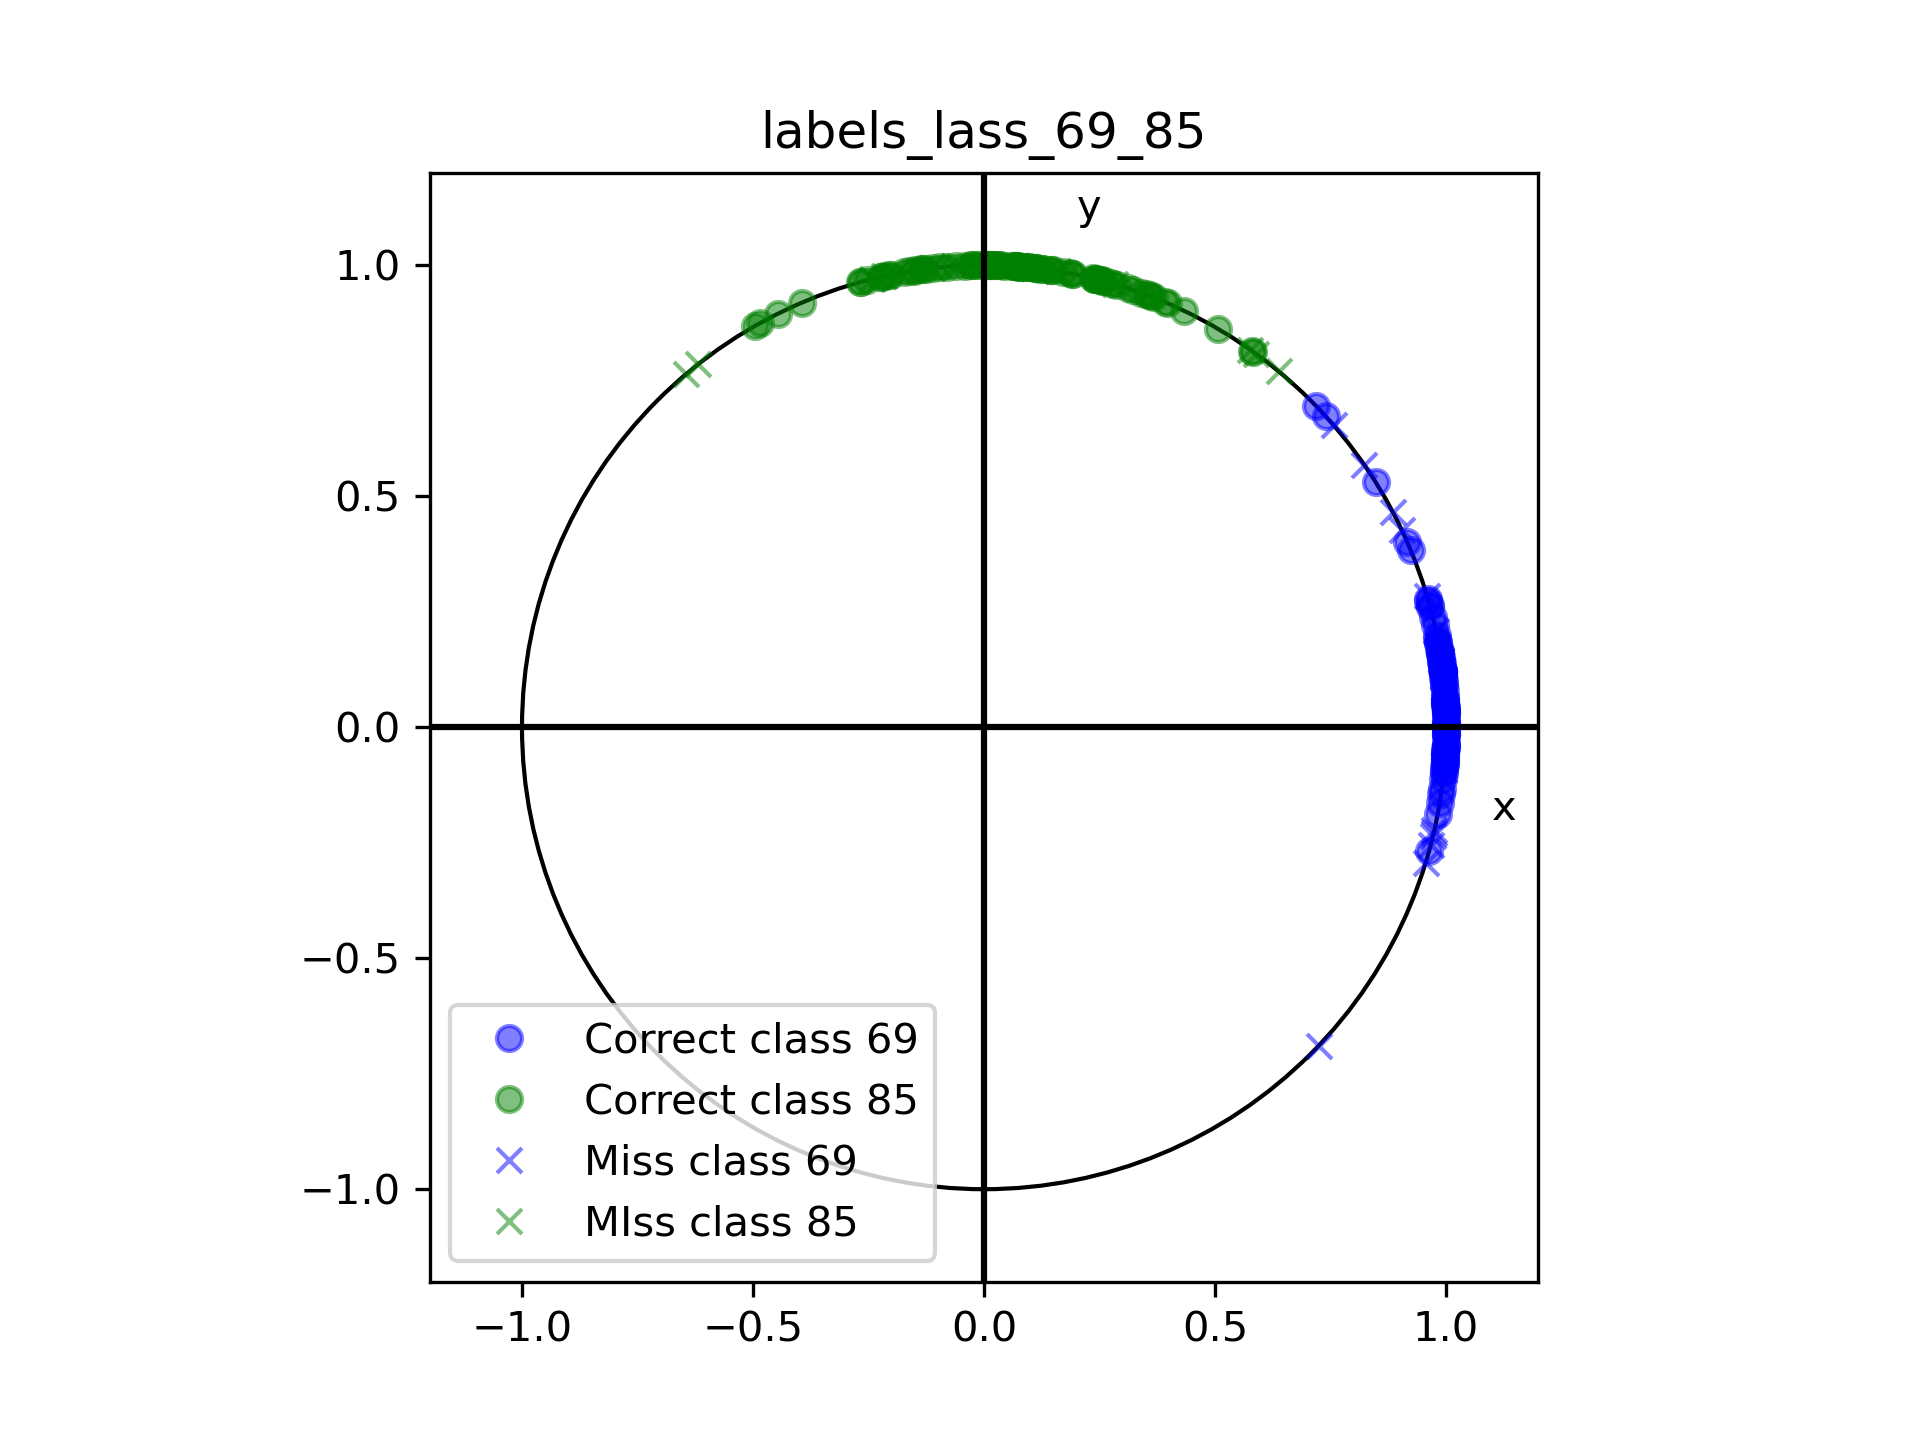 labels_lass_69_85
y
1.0
0.5
0.0
x
−0.5
−1.0
Correct class 69
Correct class 85
Miss class 69
MIss class 85
−1.0 −0.5 0.0 0.5 1.0